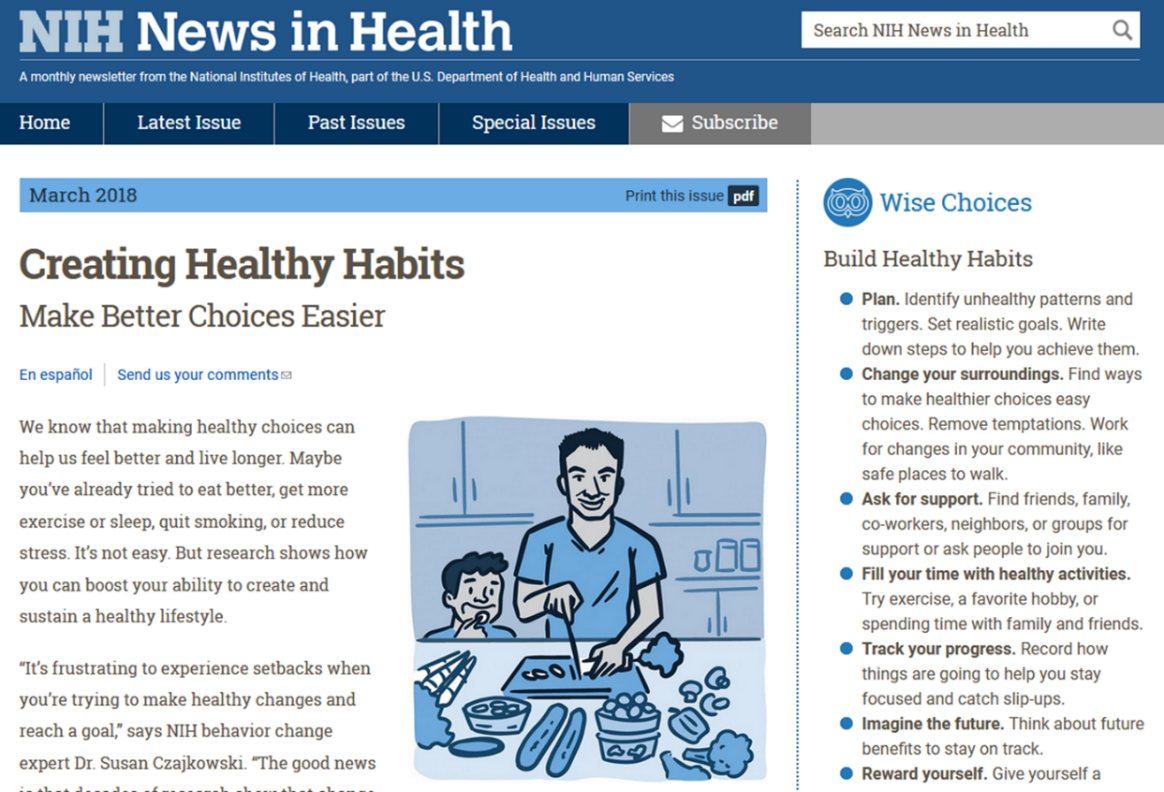 NIH News in Health
Search NIH News in Health
A monthly newsletter from the National Institutes of Health, part of the U.S. Department of Health and Human Services
Home
Latest Issue
Past Issues
Special Issues
Subscribe
March 2018
Print this issue pdf
Creating Healthy Habits
Make Better Choices Easier
En español
Send us your comments
We know that making healthy choices can
help us feel better and live longer. Maybe
you’ve already tried to eat better, get more
exercise or sleep, quit smoking, or reduce
stress. It’s not easy. But research shows how
you can boost your ability to create and
sustain a healthy lifestyle.
“It’s frustrating to experience setbacks when
you’re trying to make healthy changes and
reach a goal,” says NIH behavior change
expert Dr. Susan Czajkowski. “The good news
is that decades of research show that change
Wise Choices
Build Healthy Habits
Plan. Identify unhealthy patterns and
triggers. Set realistic goals. Write
down steps to help you achieve them.
Change your surroundings. Find ways
to make healthier choices easy
choices. Remove temptations. Work
for changes in your community, like
safe places to walk.
Ask for support. Find friends, family,
co-workers, neighbors, or groups for
support or ask people to join you.
Fill your time with healthy activities.
Try exercise, a favorite hobby, or
spending time with family and friends.
Track your progress. Record how
things are going to help you stay
focused and catch slip-ups.
Imagine the future. Think about future
benefits to stay on track.
Reward yourself. Give yourself a